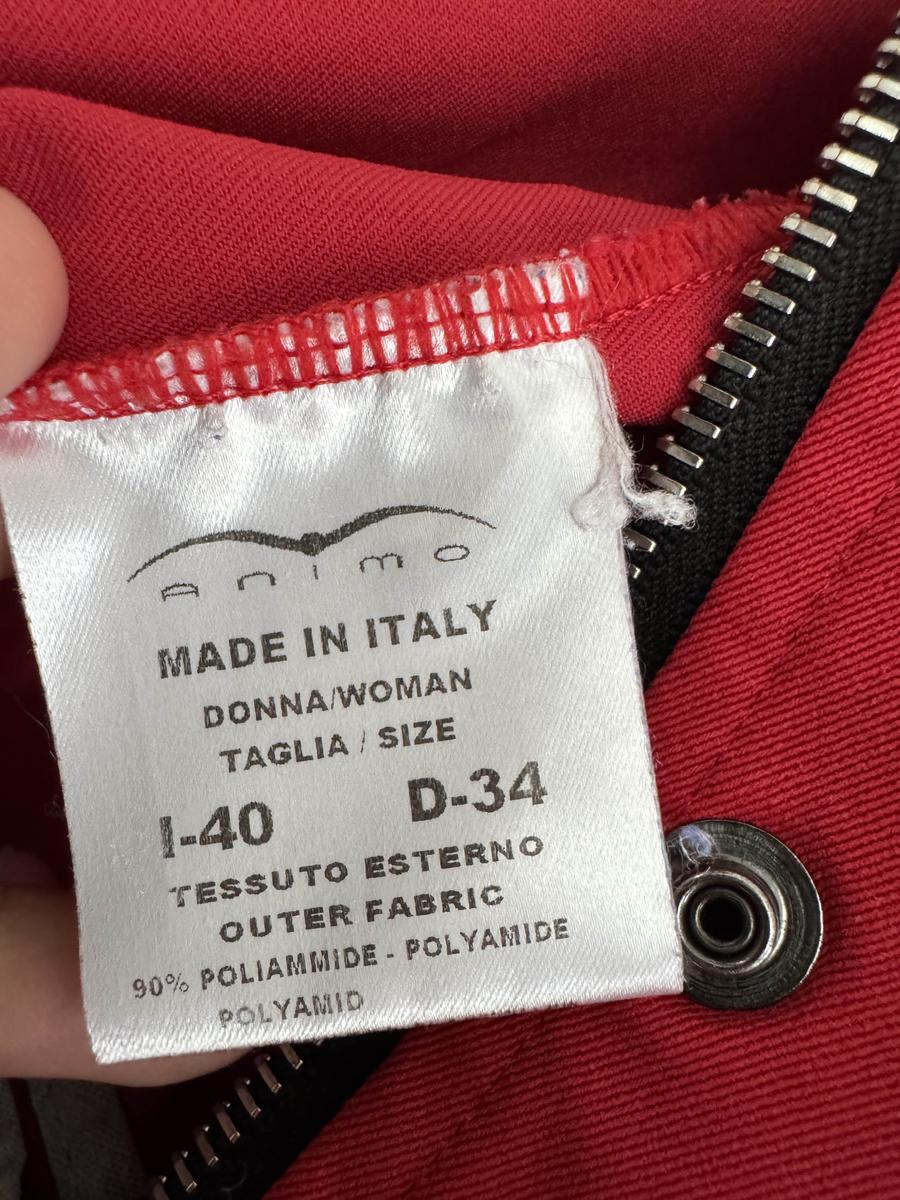 animo
MADE IN ITALY
DONNA/WOMAN
TAGLIA / SIZE
I-40 D-34
TESSUTO ESTERNO
OUTER FABRIC
90% POLIAMMIDE - POLYAMIDE
POLYAMID